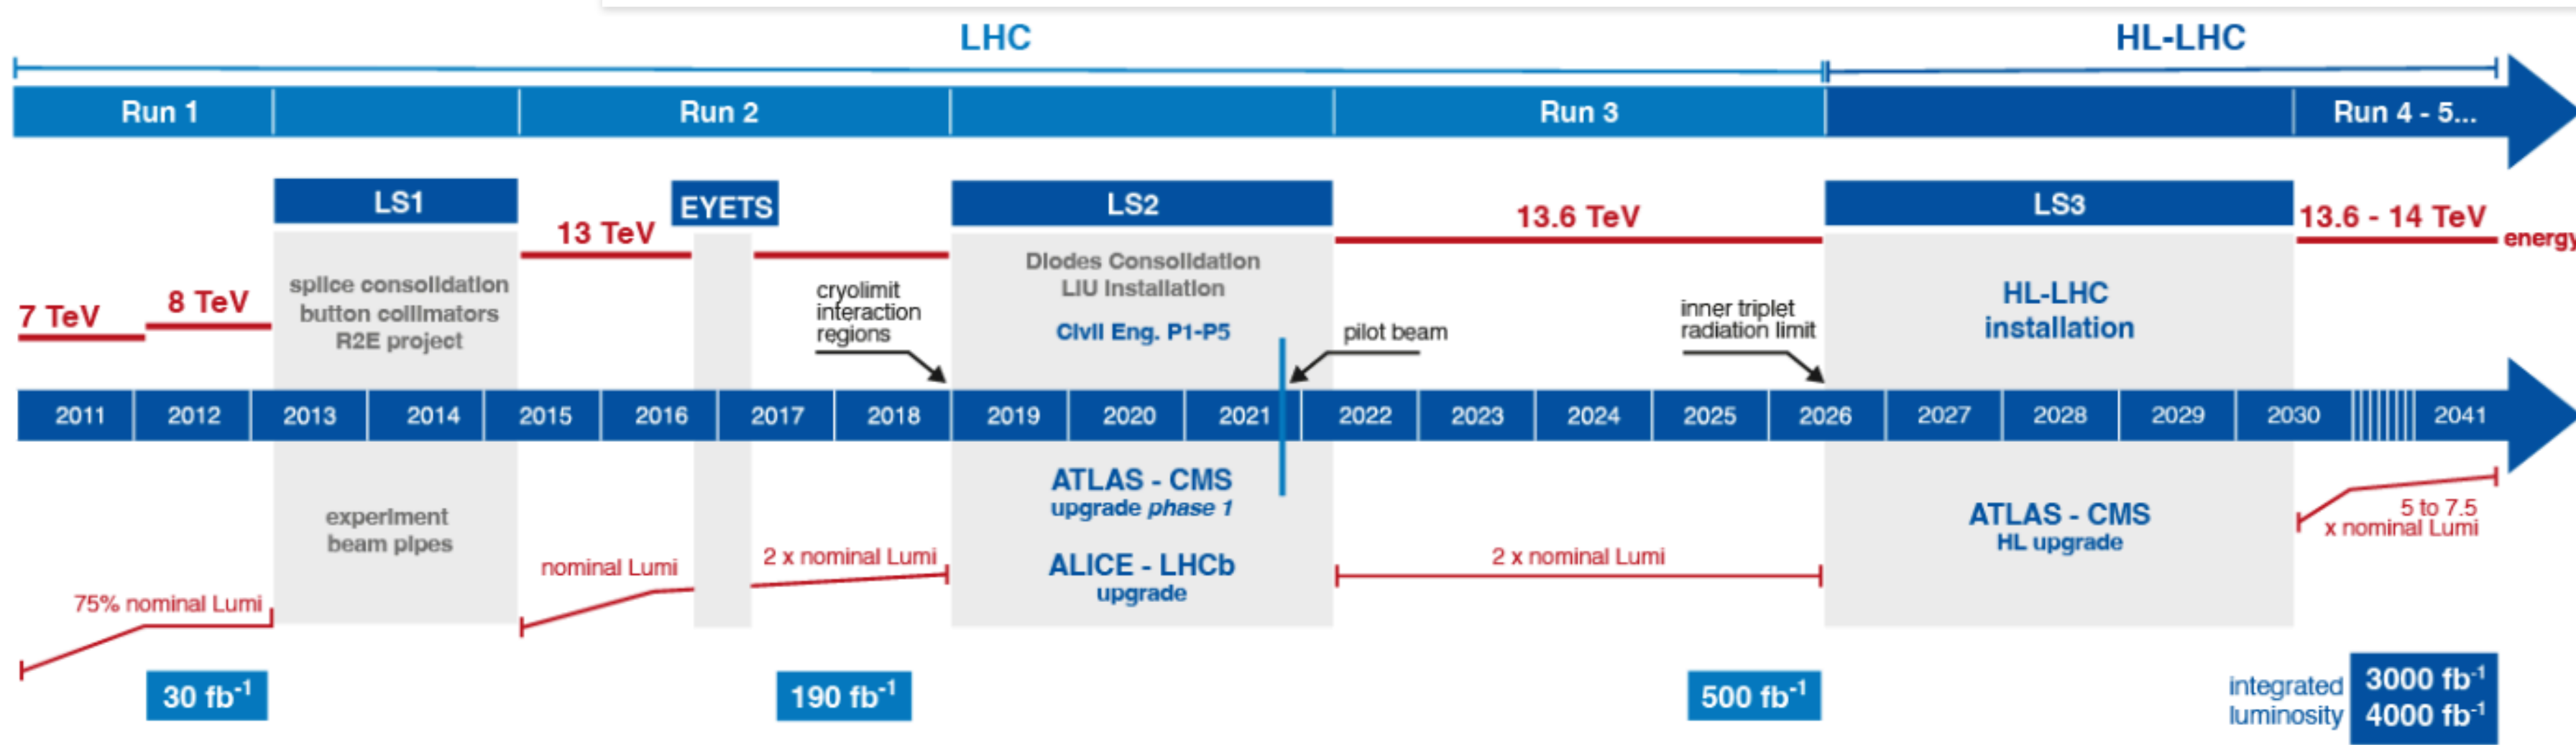 LHC
HL-LHC
Run 1
Run 2
Run 3
Run 4 - 5...
LS1
EYETS
LS2
LS3
13 TeV
13.6 TeV
13.6 - 14 TeV
energy
7 TeV
8 TeV
splice consolidation
button collimators
R2E project
cryolimit
interaction
regions
Diodes Consolidation
LIU Installation
Civil Eng. P1-P5
pilot beam
inner triplet
radiation limit
HL-LHC
installation
2011
2012
2013
2014
2015
2016
2017
2018
2019
2020
2021
2022
2023
2024
2025
2026
2027
2028
2029
2030
2041
experiment
beam pipes
ATLAS - CMS
upgrade phase 1
ALICE - LHCb
upgrade
ATLAS - CMS
HL upgrade
5 to 7.5
x nominal Lumi
75% nominal Lumi
nominal Lumi
2 x nominal Lumi
2 x nominal Lumi
30 fb⁻¹
190 fb⁻¹
500 fb⁻¹
integrated
luminosity
3000 fb⁻¹
4000 fb⁻¹